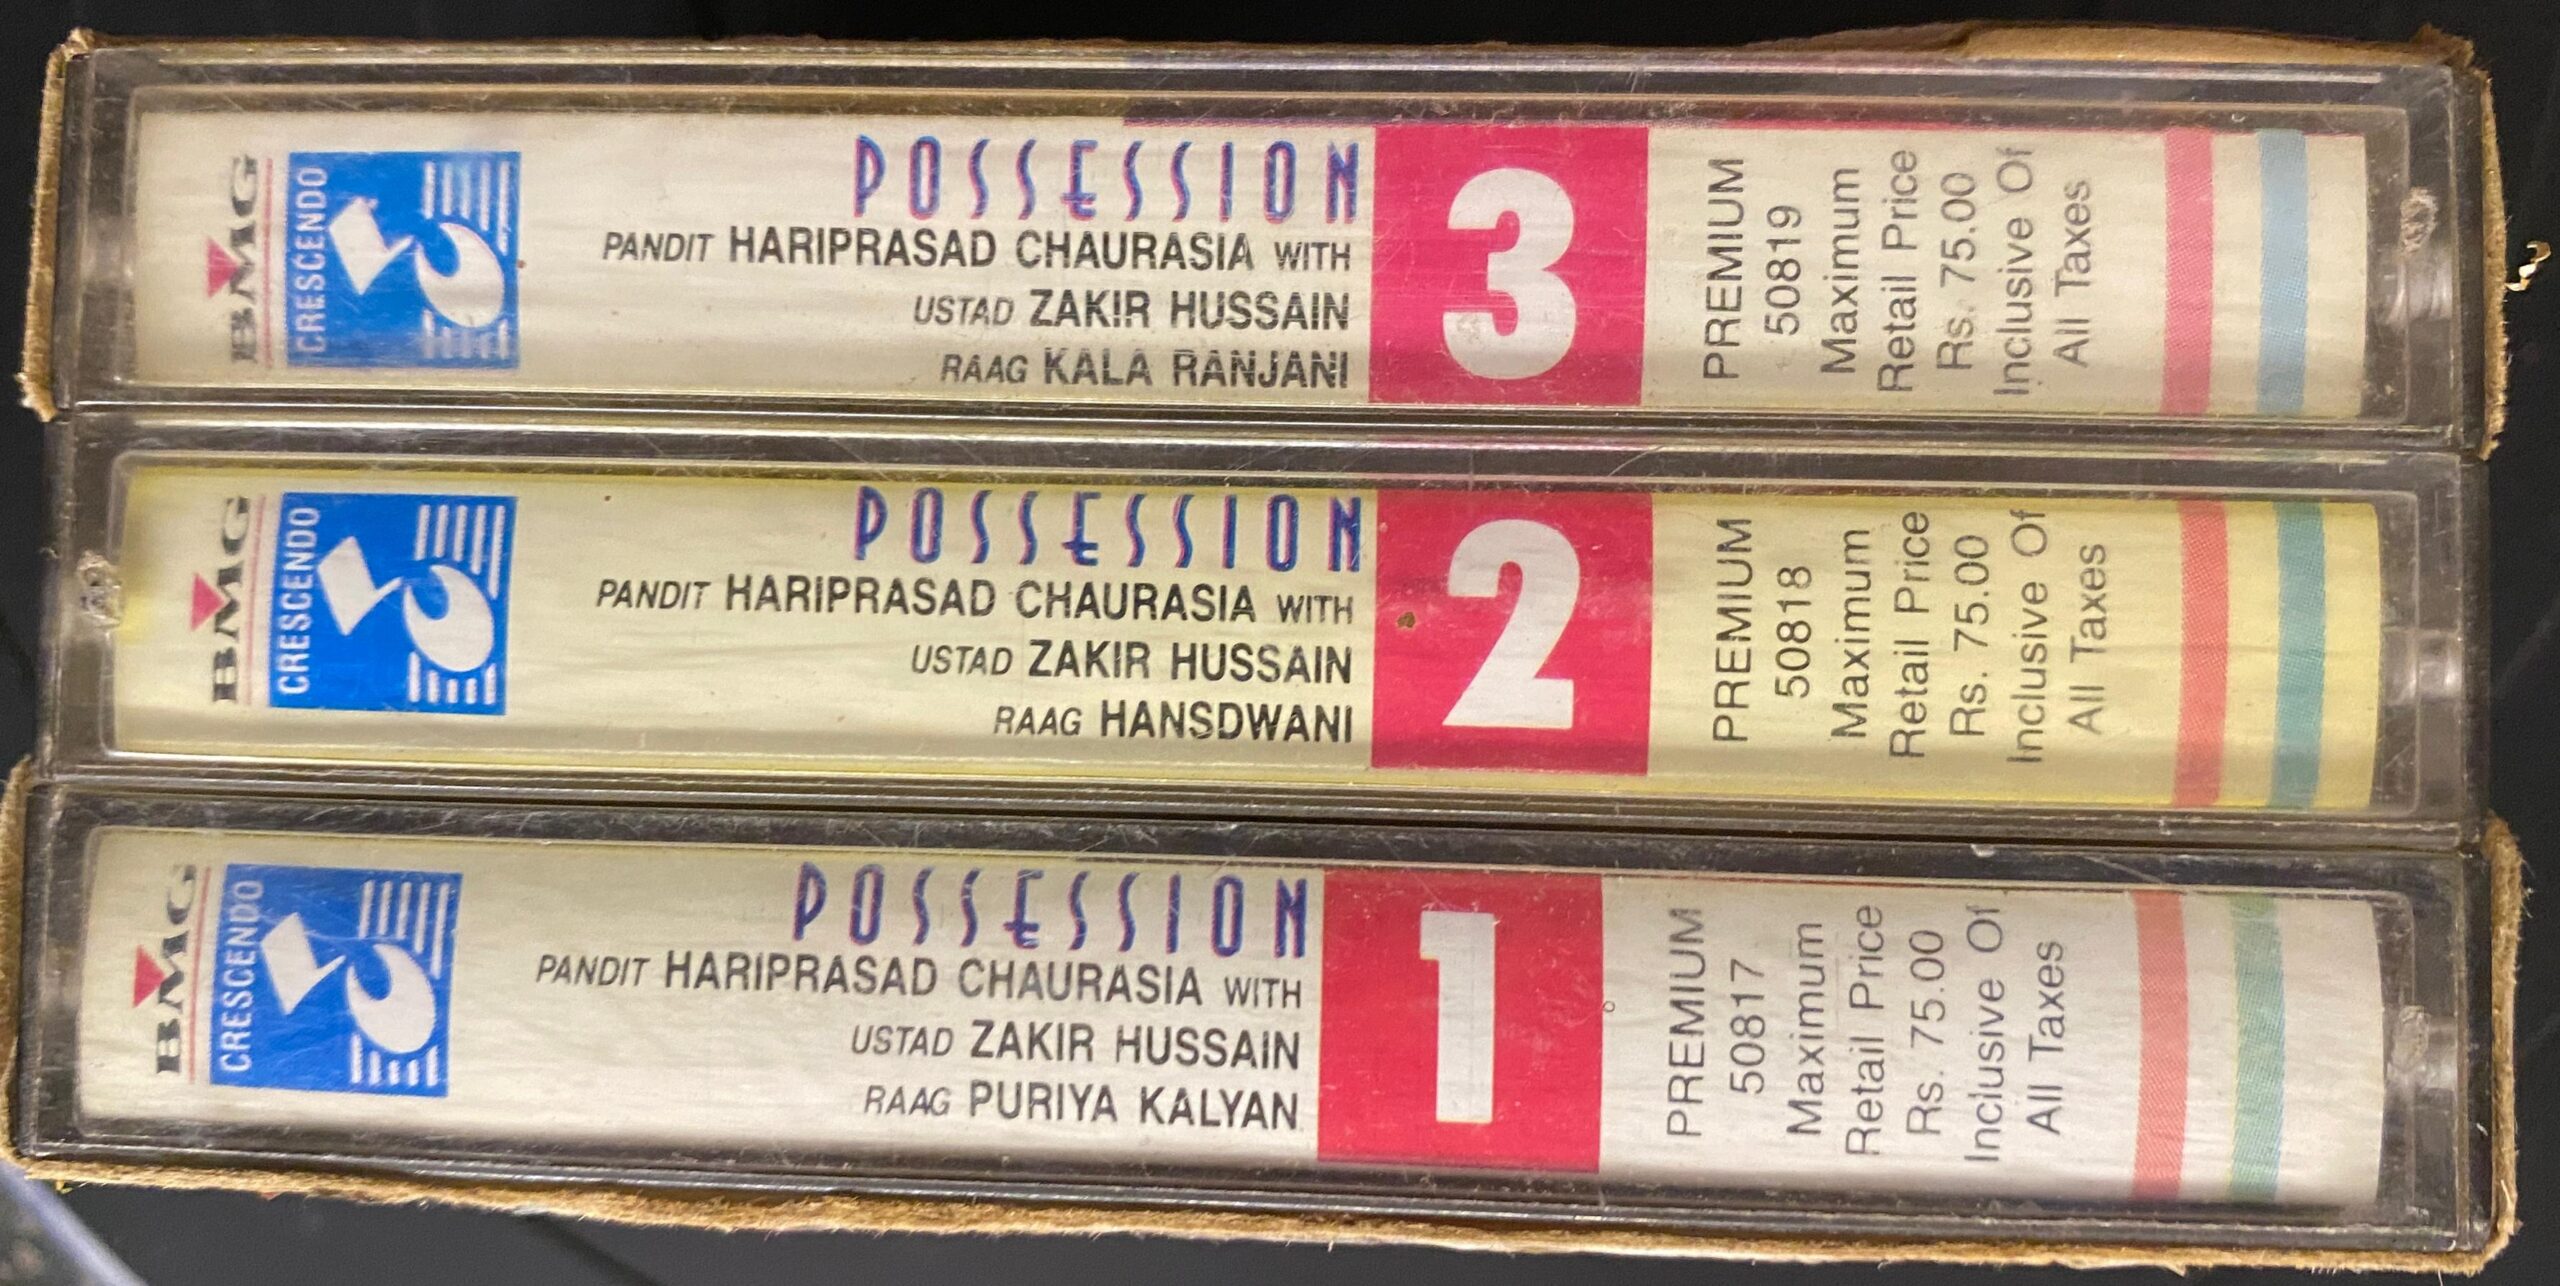 BMG
CRESCENDO
POSSESSION
PANDIT HARIPRASAD CHAURASIA WITH
USTAD ZAKIR HUSSAIN
RAAG KALA RANJANI
3
PREMIUM
50819
Maximum
Retail Price
Rs. 75.00
Inclusive Of
All Taxes
BMG
CRESCENDO
POSSESSION
PANDIT HARIPRASAD CHAURASIA WITH
USTAD ZAKIR HUSSAIN
RAAG HANSDWANI
2
PREMIUM
50818
Maximum
Retail Price
Rs. 75.00
Inclusive Of
All Taxes
BMG
CRESCENDO
POSSESSION
PANDIT HARIPRASAD CHAURASIA WITH
USTAD ZAKIR HUSSAIN
RAAG PURIYA KALYAN
1
PREMIUM
50817
Maximum
Retail Price
Rs. 75.00
Inclusive Of
All Taxes